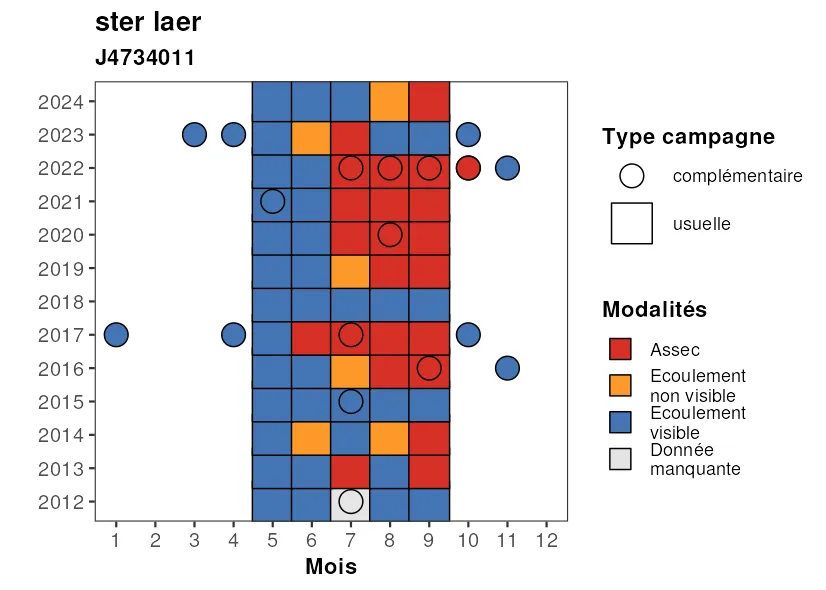 ster laer
J4734011
2024
2023
2022
2021
2020
2019
2018
2017
2016
2015
2014
2013
2012
1 2 3 4 5 6 7 8 9 10 11 12
Mois
Type campagne
complémentaire
usuelle
Modalités
Assec
Ecoulement
non visible
Ecoulement
visible
Donnée
manquante